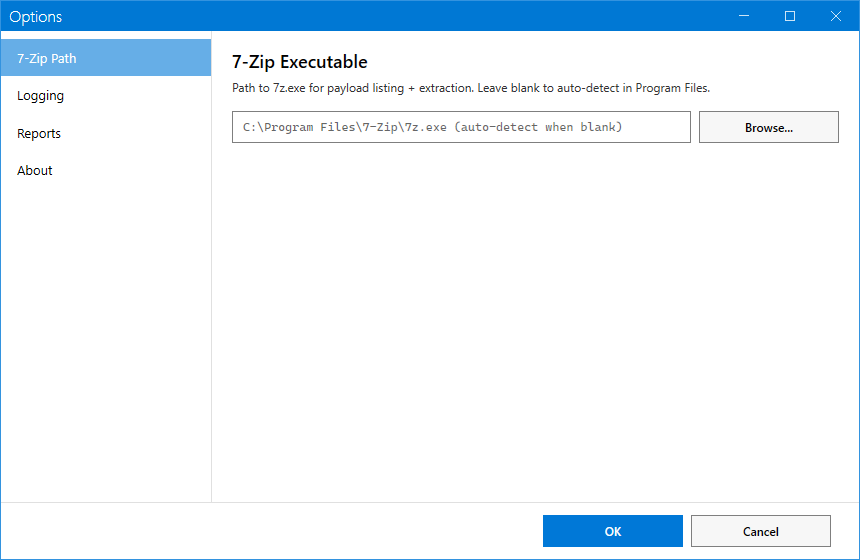 Options
7-Zip Path
Logging
Reports
About
7-Zip Executable
Path to 7z.exe for payload listing + extraction. Leave blank to auto-detect in Program Files.
C:\Program Files\7-Zip\7z.exe (auto-detect when blank)
Browse...
OK
Cancel